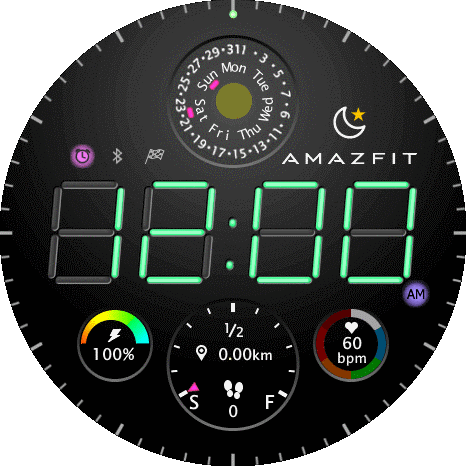 1 3 5 7 9 11 13 15 17 19 21 23 25 27 29 31
Sun Mon Tue Wed Thu Fri Sat
AMAZFIT
12:00
AM
100%
1/2
0.00km
S F
0
60
bpm